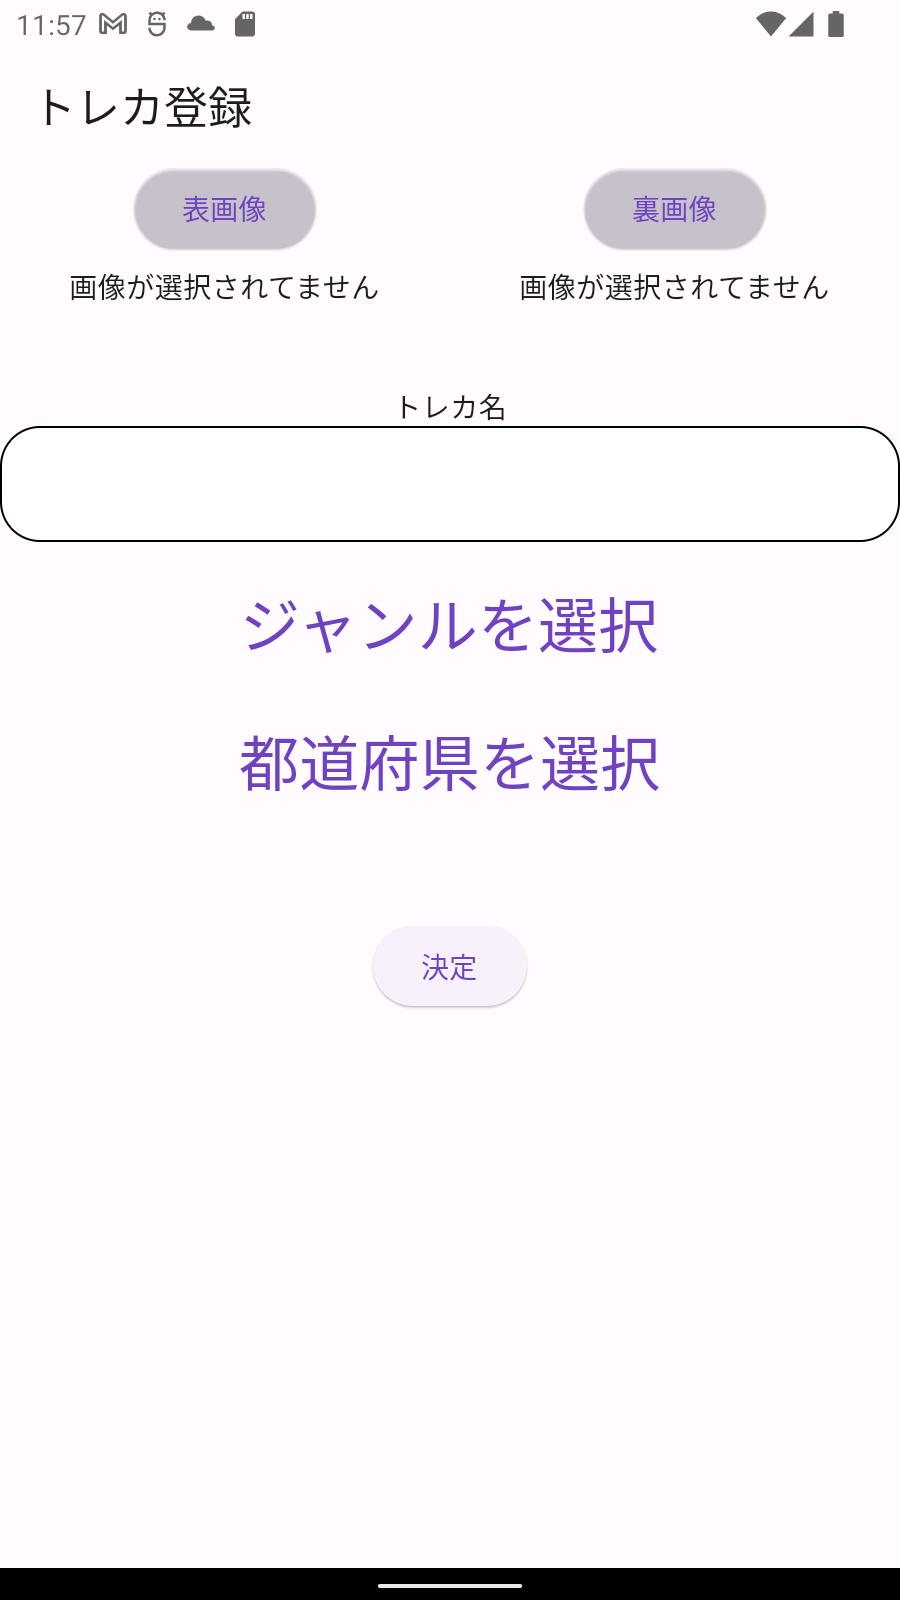 11:57
トレカ登録
表画像
裏画像
画像が選択されてません
画像が選択されてません
トレカ名
ジャンルを選択
都道府県を選択
決定